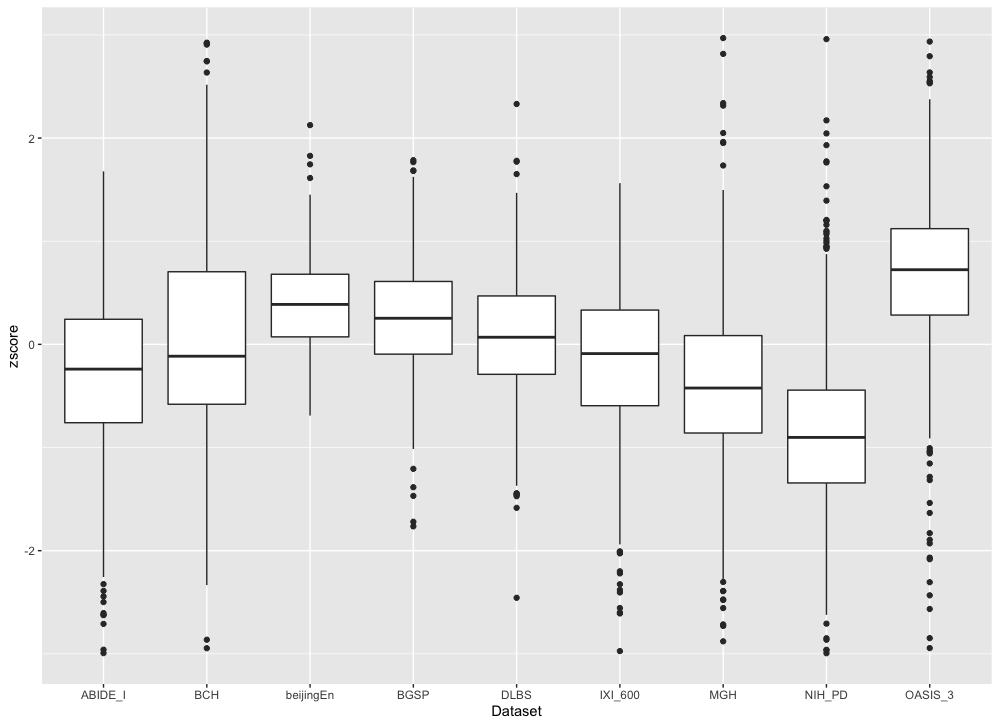 zscore
2
0
-2
ABIDE_I BCH beijingEn BGSP DLBS IXI_600 MGH NIH_PD OASIS_3
Dataset